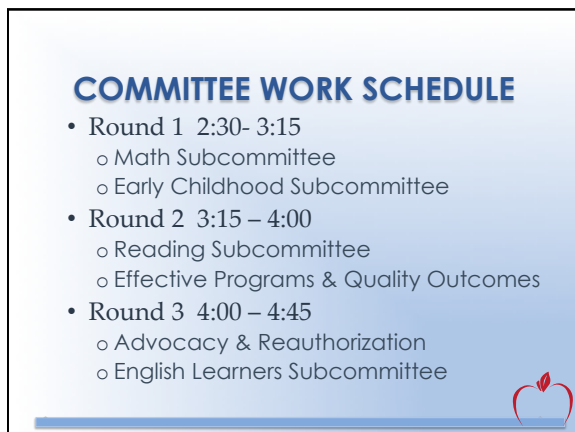 COMMITTEE WORK SCHEDULE
• Round 1 2:30- 3:15
o Math Subcommittee
o Early Childhood Subcommittee
• Round 2 3:15 – 4:00
o Reading Subcommittee
o Effective Programs & Quality Outcomes
• Round 3 4:00 – 4:45
o Advocacy & Reauthorization
o English Learners Subcommittee